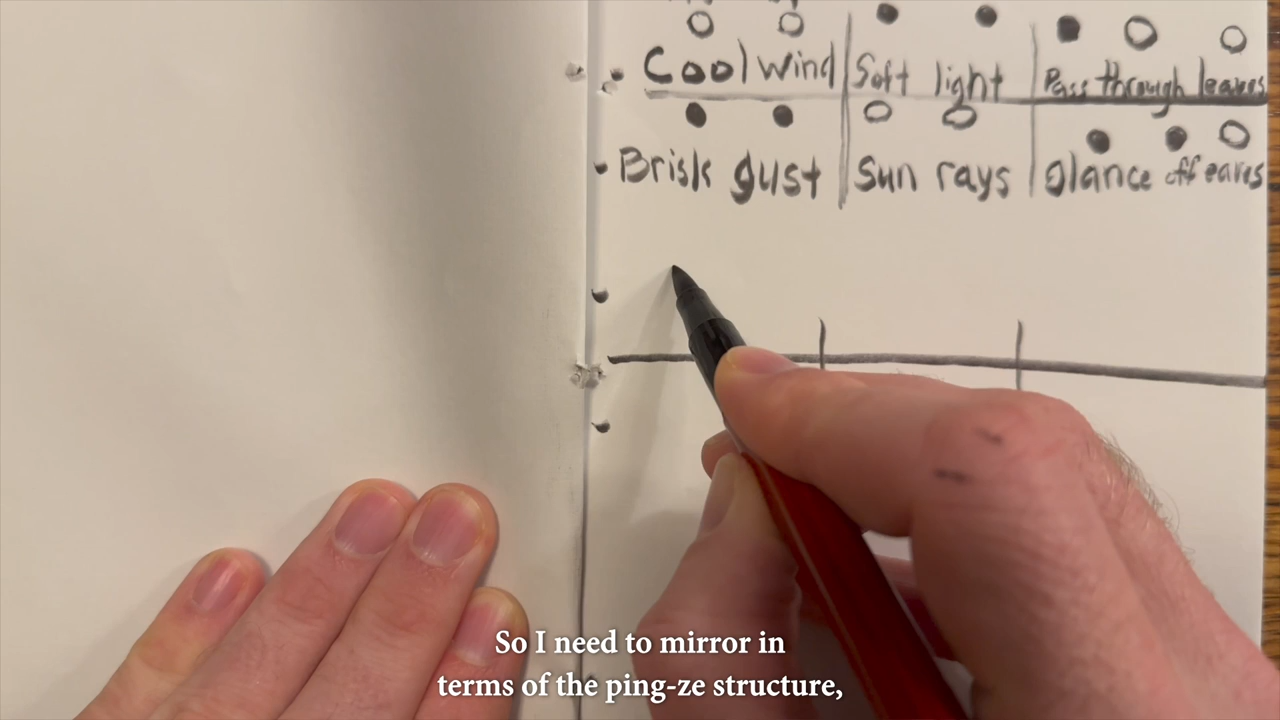 Cool wind Soft light Pass through leaves
Brisk gust Sun rays Glance off eaves
So I need to mirror in
terms of the ping-ze structure,